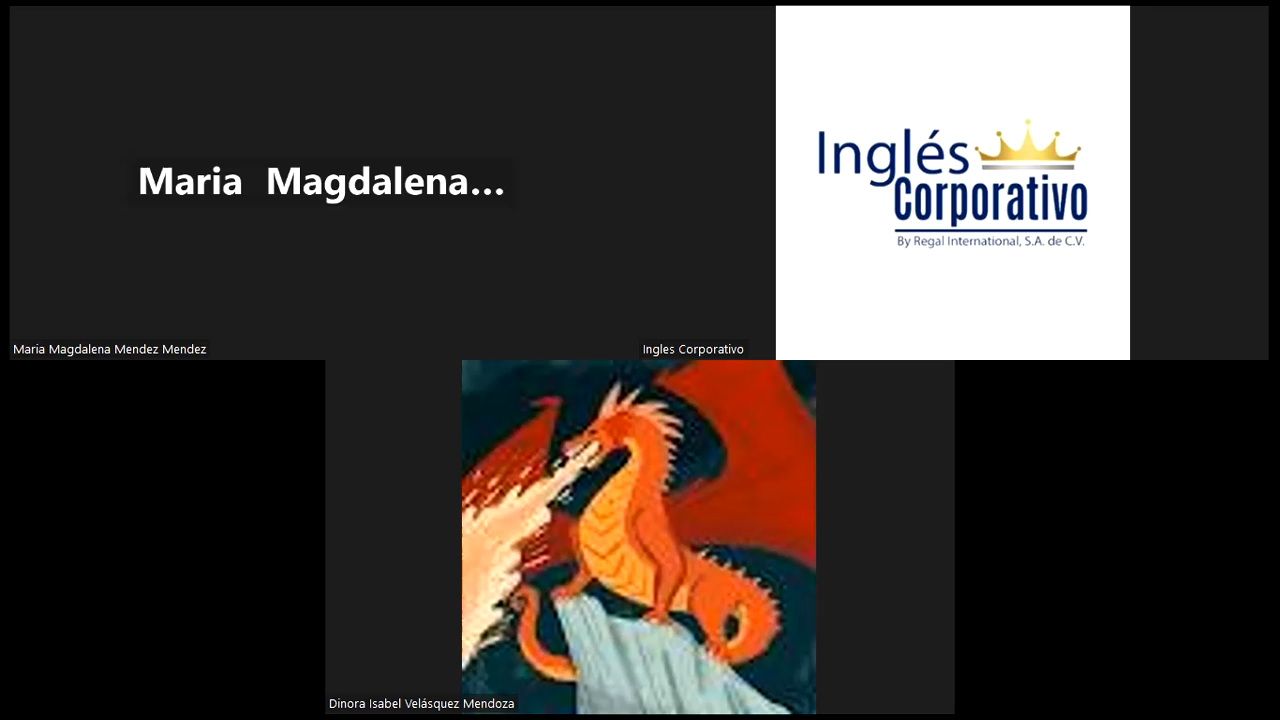 Maria Magdalena...
Inglés
Corporativo
By Regal International, S.A. de C.V.
Maria Magdalena Mendez Mendez
Ingles Corporativo
Dinora Isabel Velásquez Mendoza